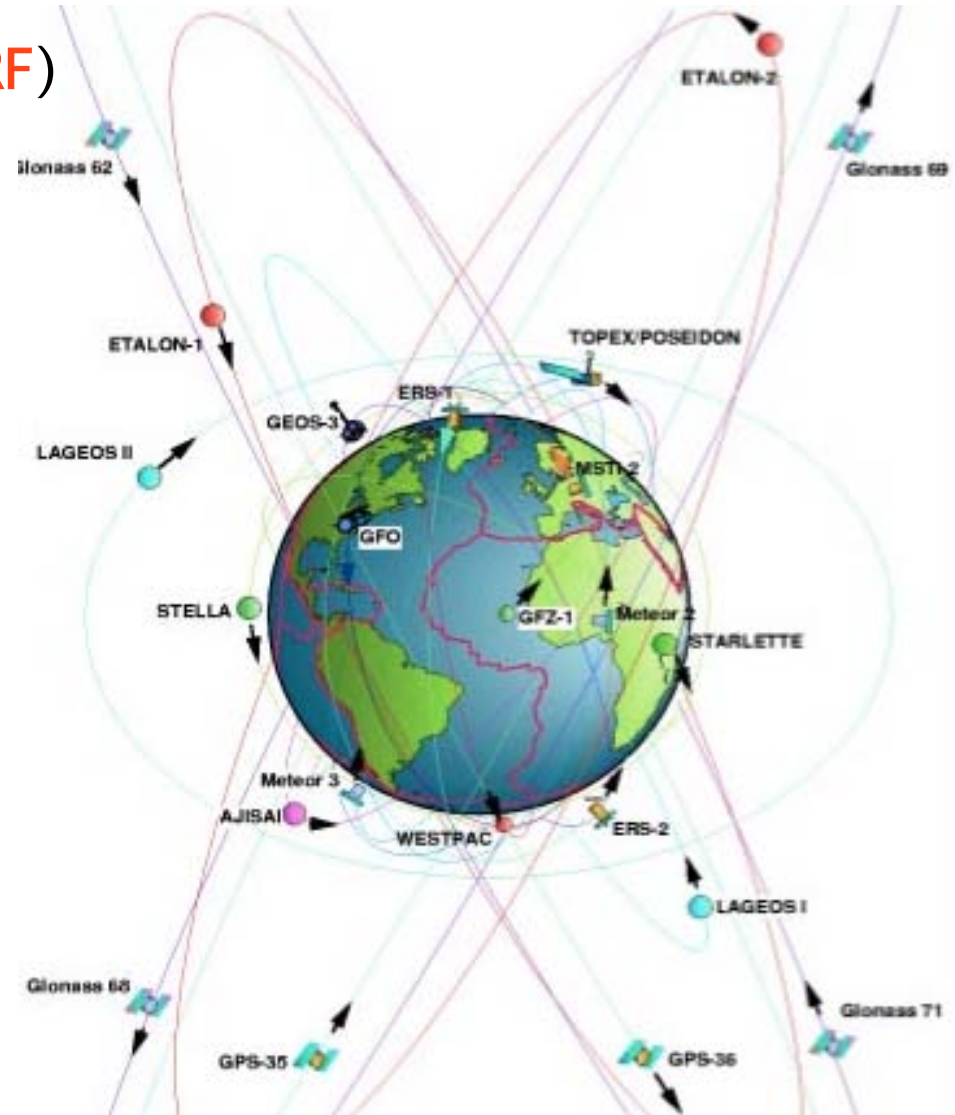 RF)
ETALON-2
Glonass 62
Glonass 69
ETALON-1
TOPEX/POSEIDON
ERS-1
GEOS-3
LAGEOS II
MSTI-2
GFO
STELLA
GFZ-1
Meteor 2
STARLETTE
Meteor 3
AJISAI
WESTPAC
ERS-2
LAGEOS I
Glonass 68
Glonass 71
GPS-35
GPS-36